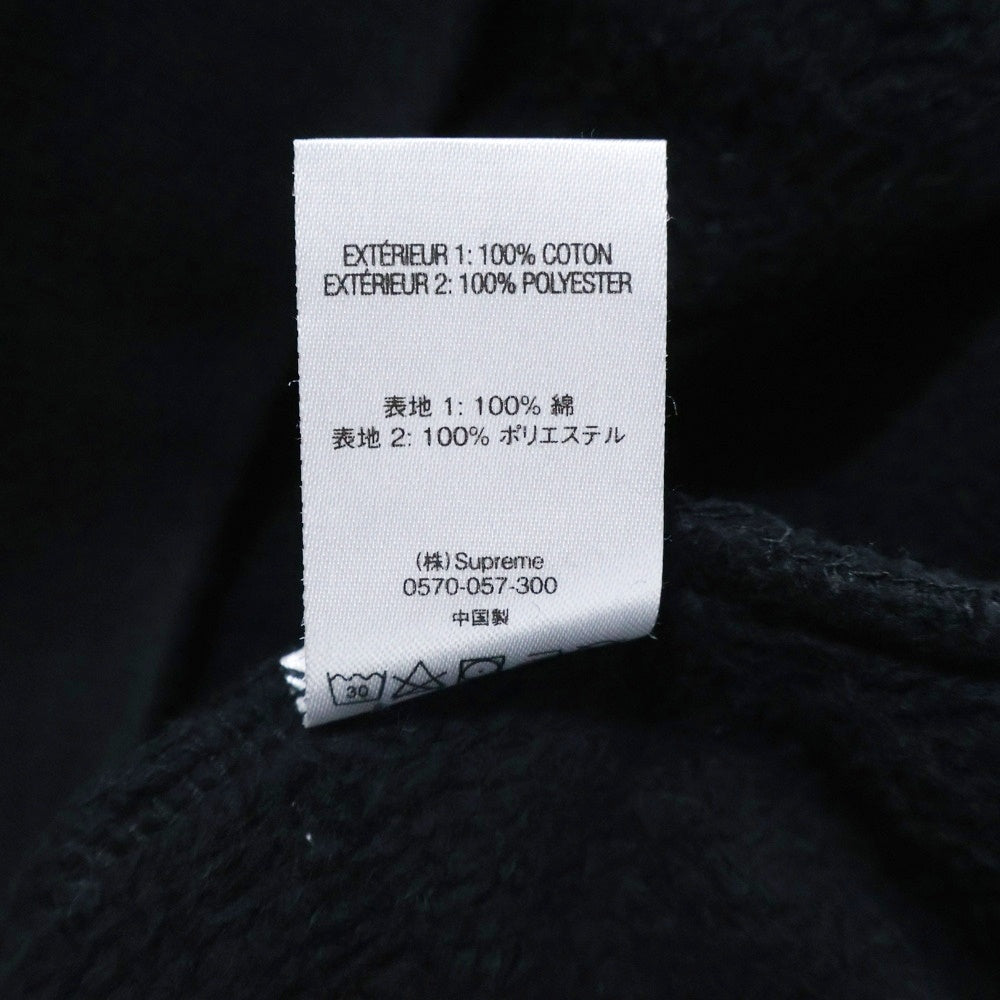 EXTÉRIEUR 1: 100% COTON
EXTÉRIEUR 2: 100% POLYESTER
表地 1: 100% 綿
表地 2: 100% ポリエステル
(株)Supreme
0570-057-300
中国製
30